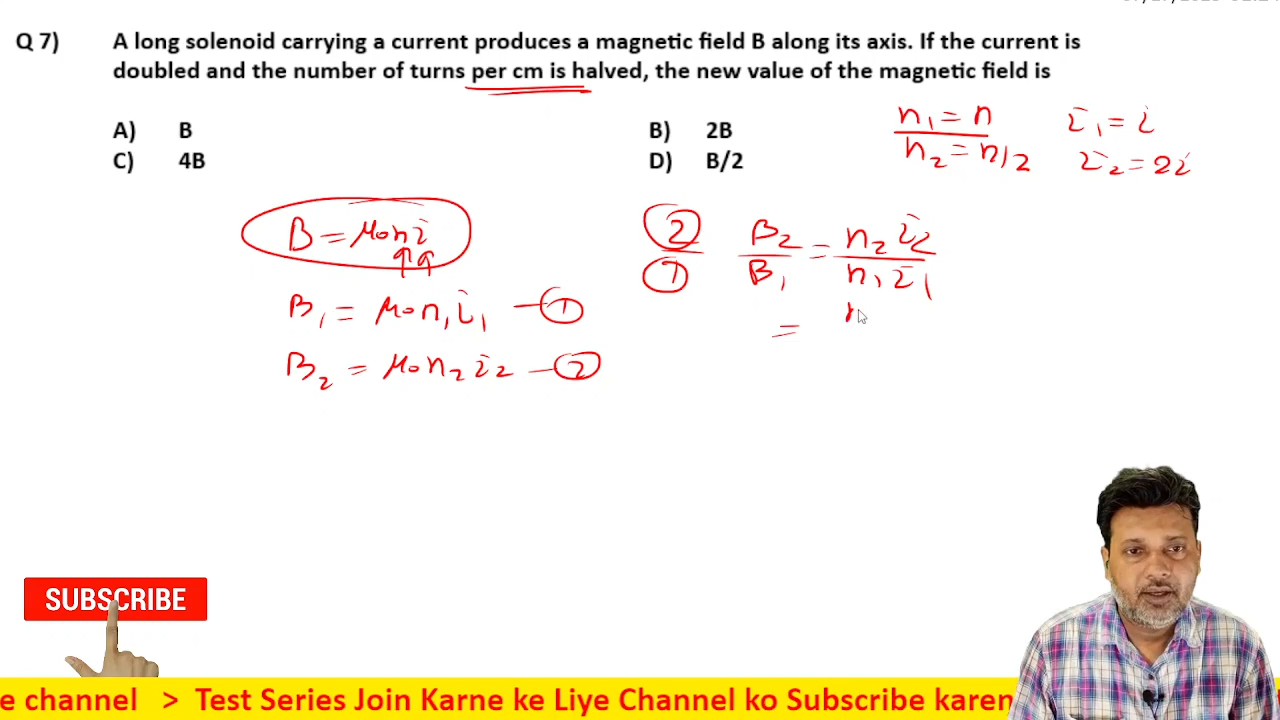 Q 7) A long solenoid carrying a current produces a magnetic field B along its axis. If the current is
doubled and the number of turns per cm is halved, the new value of the magnetic field is
A) B B) 2B
C) 4B D) B/2
n₁ = n i₁ = i
n₂ = n/2 i₂ = 2i
B = μ₀ni
B₁ = μ₀n₁i₁ — ①
B₂ = μ₀n₂i₂ — ②
②/① B₂/B₁ = n₂i₂/n₁i₁
=
SUBSCRIBE
e channel > Test Series Join Karne ke Liye Channel ko Subscribe karen